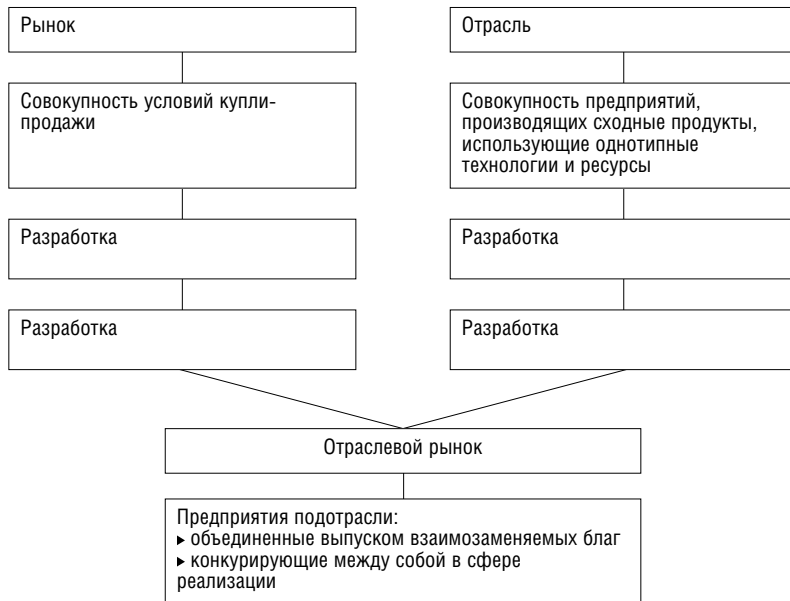 Рынок
Совокупность условий купли-
продажи
Разработка
Разработка
Отрасль
Совокупность предприятий,
производящих сходные продукты,
использующие однотипные
технологии и ресурсы
Разработка
Разработка
Отраслевой рынок
Предприятия подотрасли:
▸ объединенные выпуском взаимозаменяемых благ
▸ конкурирующие между собой в сфере
реализации